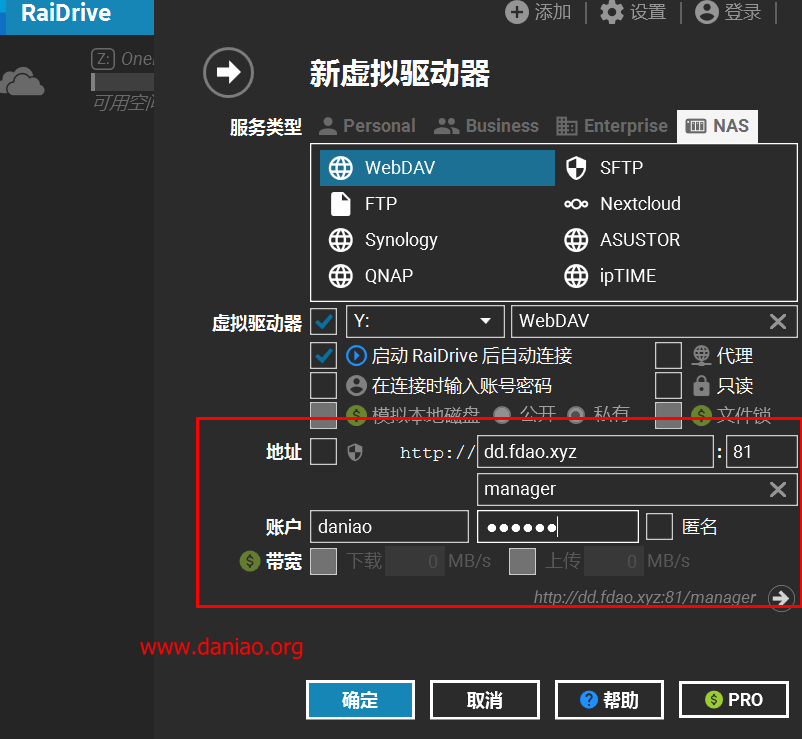 RaiDrive
添加 | 设置 | 登录 |
Z: One
可用空间
新虚拟驱动器
服务类型 Personal Business Enterprise NAS
WebDAV SFTP
FTP Nextcloud
Synology ASUSTOR
QNAP ipTIME
虚拟驱动器 Y: WebDAV
启动 RaiDrive 后自动连接 代理
在连接时输入账号密码 只读
模拟本地磁盘 公开 私有 文件锁
地址 http:// dd.fdao.xyz : 81
manager
账户 daniao ●●●●●● 匿名
带宽 下载 0 MB/s 上传 0 MB/s
http://dd.fdao.xyz:81/manager
www.daniao.org
确定 取消 帮助 PRO